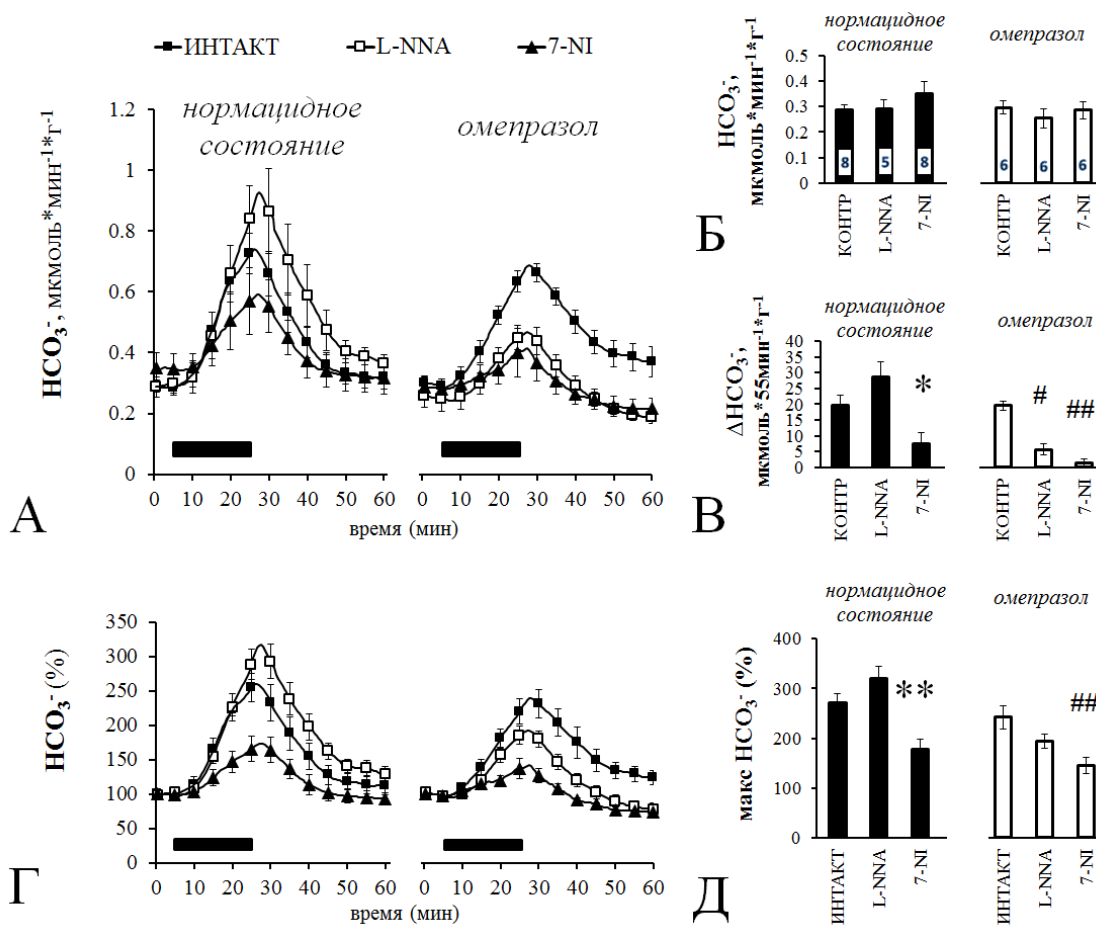 ИНТАКТ L-NNA 7-NI
нормацидное
состояние
омепразол
HCO₃⁻, мкмоль*мин⁻¹*г⁻¹
1.2
1
0.8
0.6
0.4
0.2
0
0 10 20 30 40 50 60 0 10 20 30 40 50 60
время (мин)
А
нормацидное
состояние
омепразол
HCO₃⁻,
мкмоль*мин⁻¹*г⁻¹
0.5
0.4
0.3
0.2
0.1
0
8 5 8 6 6 6
КОНТР L-NNA 7-NI КОНТР L-NNA 7-NI
Б
нормацидное
состояние
омепразол
ΔHCO₃⁻,
мкмоль*55мин⁻¹*г⁻¹
40
35
30
25
20
15
10
5
0
* # ##
КОНТР L-NNA 7-NI КОНТР L-NNA 7-NI
В
HCO₃- (%)
350
300
250
200
150
100
50
0
0 10 20 30 40 50 60 0 10 20 30 40 50 60
время (мин)
Г
нормацидное
состояние
омепразол
макс HCO₃- (%)
400
300
200
100
0
** ##
ИНТАКТ L-NNA 7-NI ИНТАКТ L-NNA 7-NI
Д